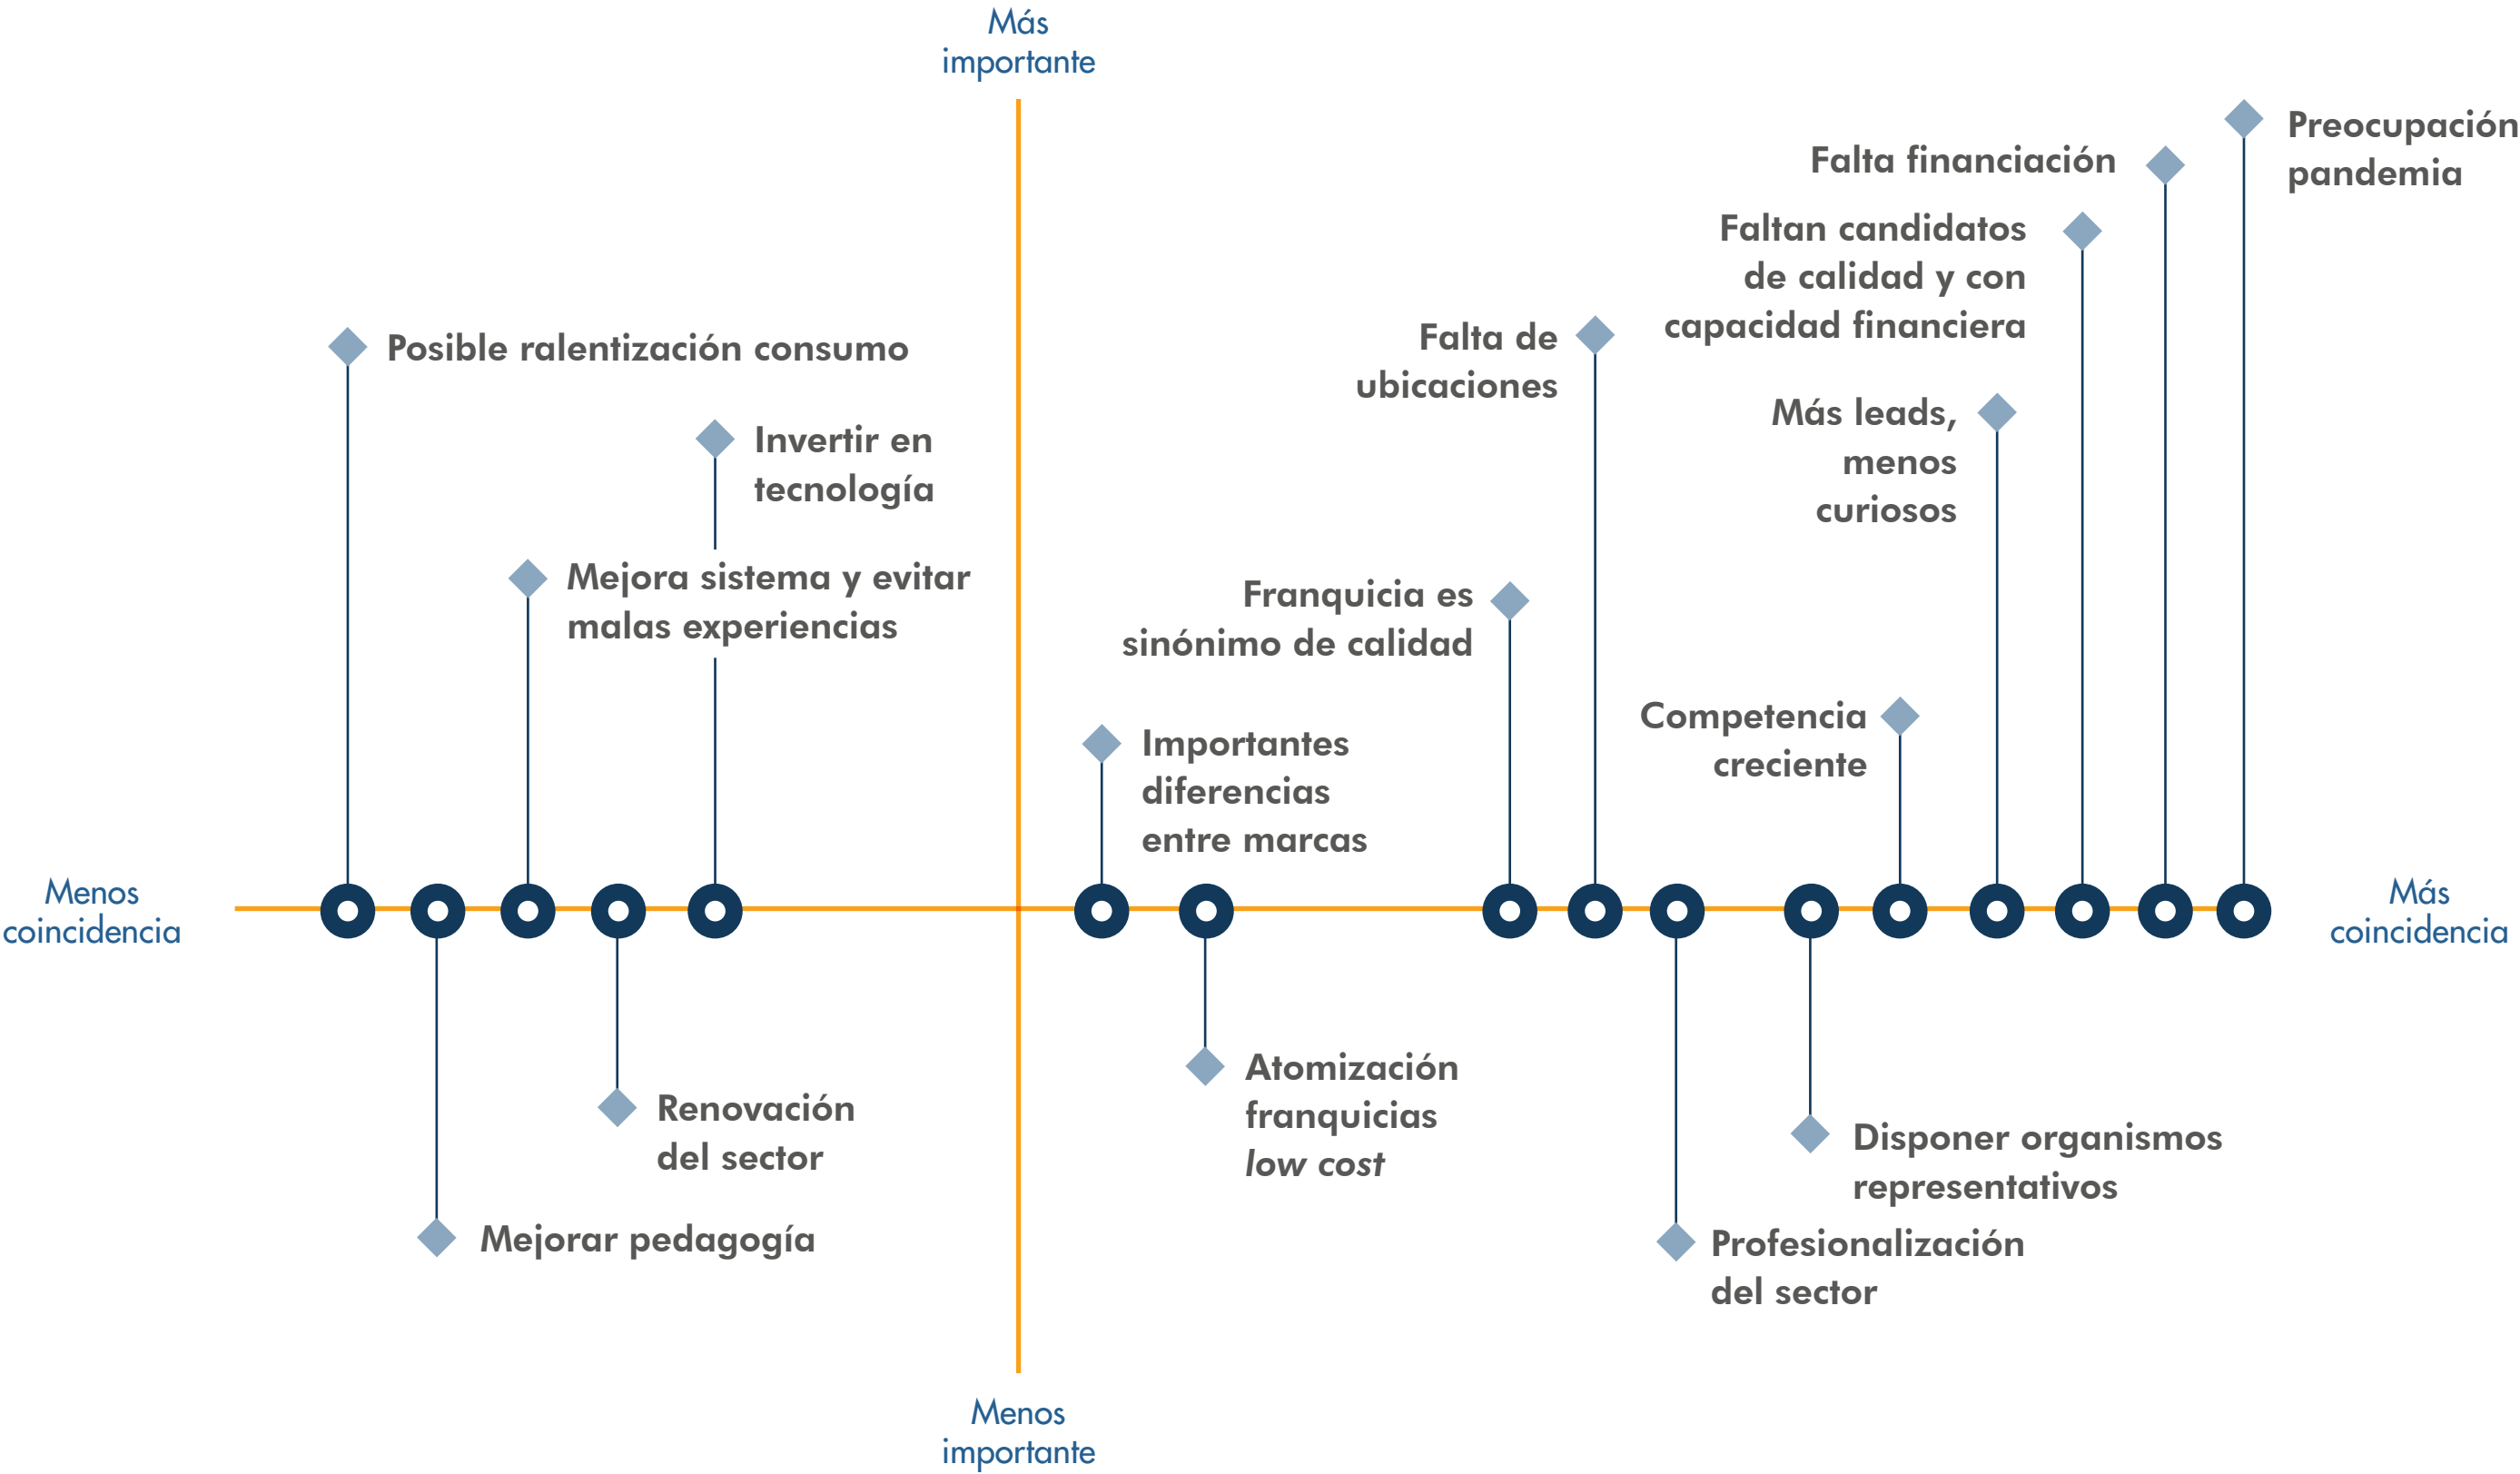 Más
importante
Preocupación
pandemia
Falta financiación
Faltan candidatos
de calidad y con
capacidad financiera
Posible ralentización consumo
Falta de
ubicaciones
Más leads,
menos
curiosos
Invertir en
tecnología
Mejora sistema y evitar
malas experiencias
Franquicia es
sinónimo de calidad
Competencia
creciente
Importantes
diferencias
entre marcas
Menos
coincidencia
Más
coincidencia
Atomización
franquicias
low cost
Renovación
del sector
Disponer organismos
representativos
Mejorar pedagogía
Profesionalización
del sector
Menos
importante